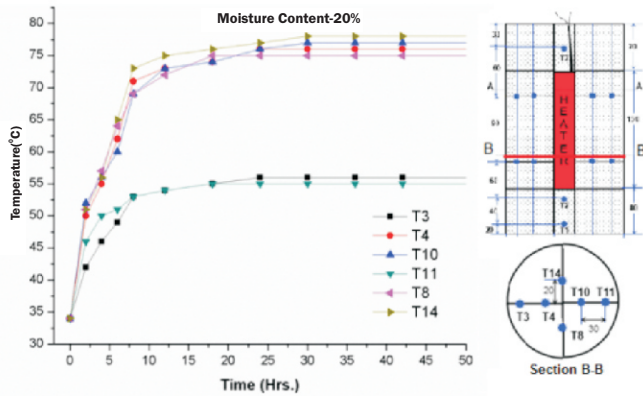 Moisture Content-20%
Temperature(°C)
80
75
70
65
60
55
50
45
40
35
30
T3
T4
T10
T11
T8
T14
0
5
10
15
20
25
30
35
40
45
50
Time (Hrs.)
A
A
B
B
HEATER
T14
20
T10
T11
T3
T4
30
T8
Section B-B